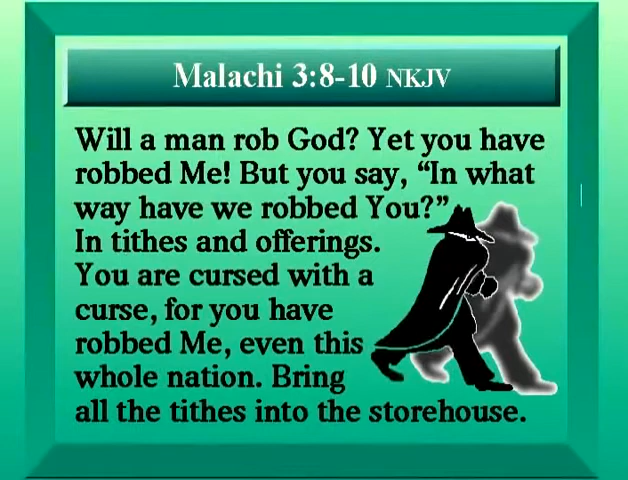 Malachi 3:8-10 NKJV
Will a man rob God? Yet you have
robbed Me! But you say, “In what
way have we robbed You?”
In tithes and offerings.
You are cursed with a
curse, for you have
robbed Me, even this
whole nation. Bring
all the tithes into the storehouse.